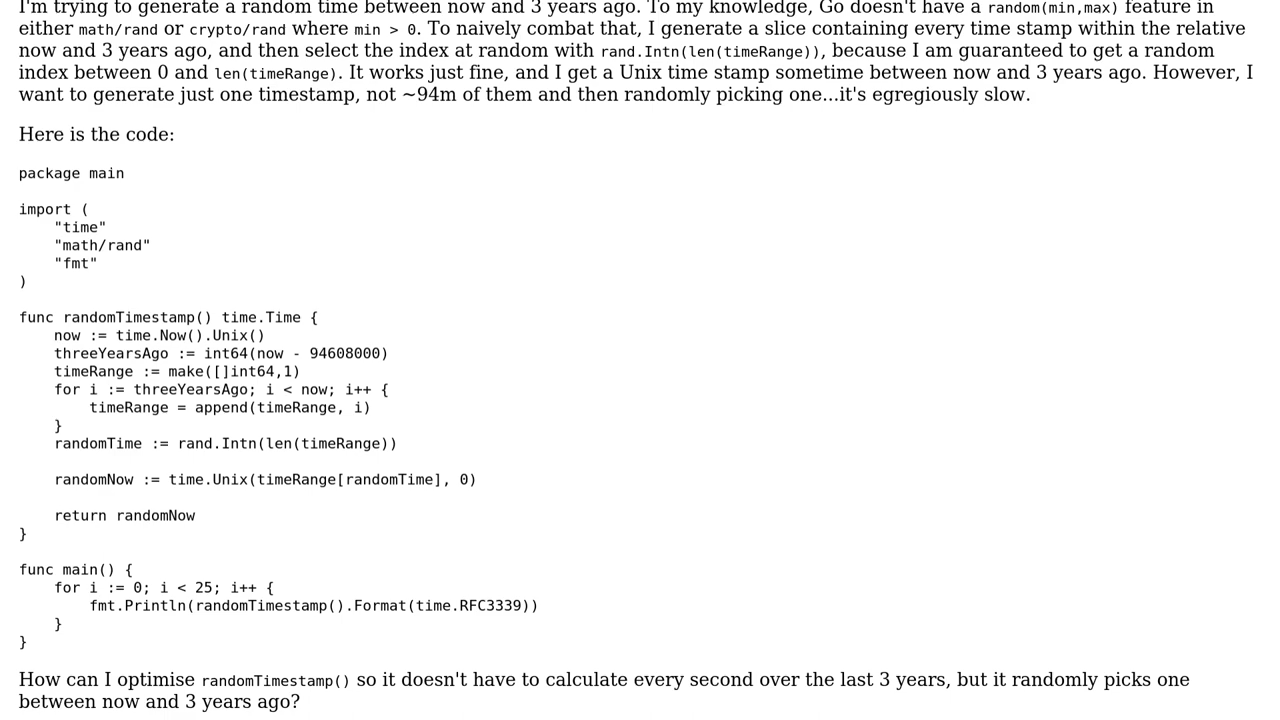 I'm trying to generate a random time between now and 3 years ago. To my knowledge, Go doesn't have a random(min,max) feature in
either math/rand or crypto/rand where min > 0. To naively combat that, I generate a slice containing every time stamp within the relative
now and 3 years ago, and then select the index at random with rand.Intn(len(timeRange)), because I am guaranteed to get a random
index between 0 and len(timeRange). It works just fine, and I get a Unix time stamp sometime between now and 3 years ago. However, I
want to generate just one timestamp, not ~94m of them and then randomly picking one...it's egregiously slow.
Here is the code:
package main
import (
    "time"
    "math/rand"
    "fmt"
)
func randomTimestamp() time.Time {
    now := time.Now().Unix()
    threeYearsAgo := int64(now - 94608000)
    timeRange := make([]int64,1)
    for i := threeYearsAgo; i < now; i++ {
        timeRange = append(timeRange, i)
    }
    randomTime := rand.Intn(len(timeRange))
    randomNow := time.Unix(timeRange[randomTime], 0)
    return randomNow
}
func main() {
    for i := 0; i < 25; i++ {
        fmt.Println(randomTimestamp().Format(time.RFC3339))
    }
}
How can I optimise randomTimestamp() so it doesn't have to calculate every second over the last 3 years, but it randomly picks one
between now and 3 years ago?